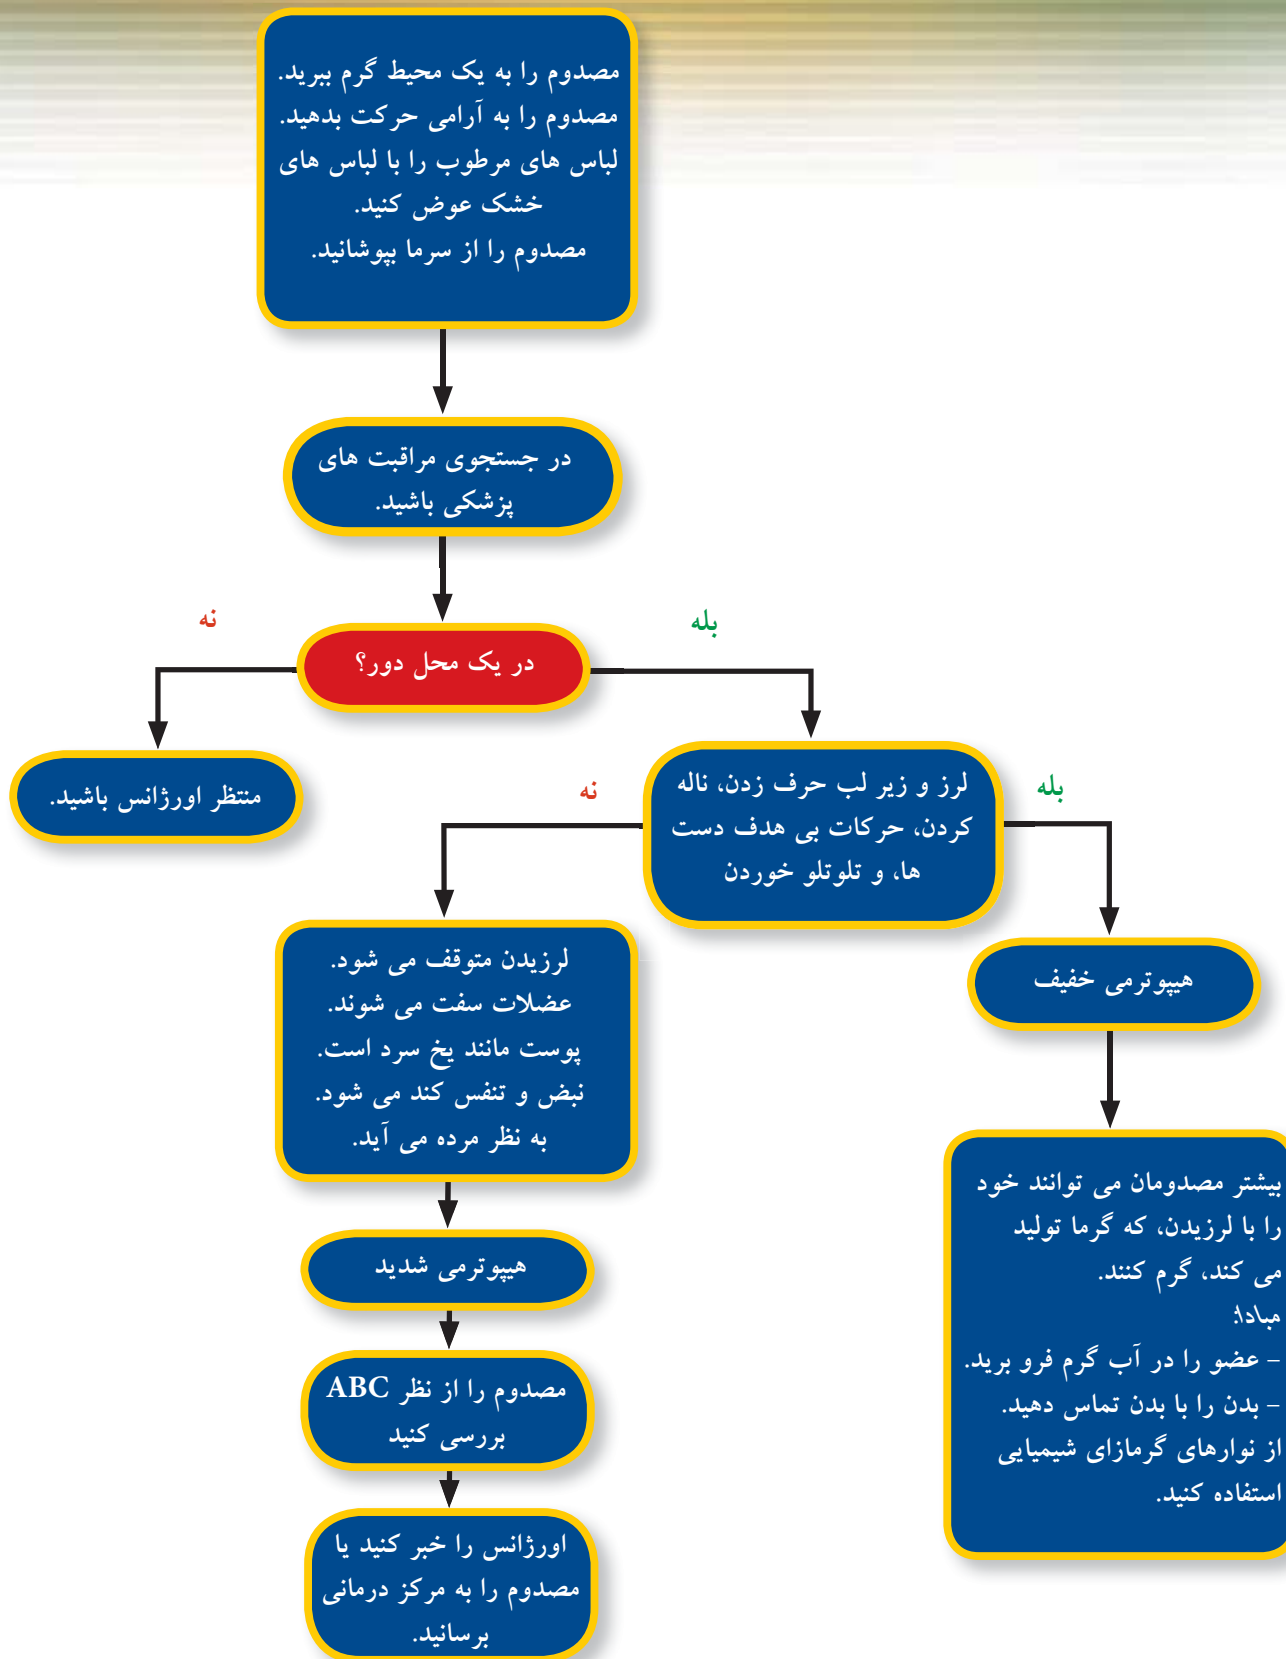 مصدوم را به یک محیط گرم ببرید.
مصدوم را به آرامی حرکت بدهید.
لباس های مرطوب را با لباس های
خشک عوض کنید.
مصدوم را از سرما بپوشانید.
در جستجوی مراقبت های
پزشکی باشید.
در یک محل دور؟
بله
نه
منتظر اورژانس باشید.
لرز و زیر لب حرف زدن، ناله
کردن، حرکات بی هدف دست
ها، و تلوتلو خوردن
بله
نه
هیپوترمی خفیف
بیشتر مصدومان می توانند خود
را با لرزیدن، که گرما تولید
می کند، گرم کنند.
مبادا:
– عضو را در آب گرم فرو برید.
– بدن را با بدن تماس دهید.
از نوارهای گرمازای شیمیایی
استفاده کنید.
لرزیدن متوقف می شود.
عضلات سفت می شوند.
پوست مانند یخ سرد است.
نبض و تنفس کند می شود.
به نظر مرده می آید.
هیپوترمی شدید
مصدوم را از نظر ABC
بررسی کنید
اورژانس را خبر کنید یا
مصدوم را به مرکز درمانی
برسانید.